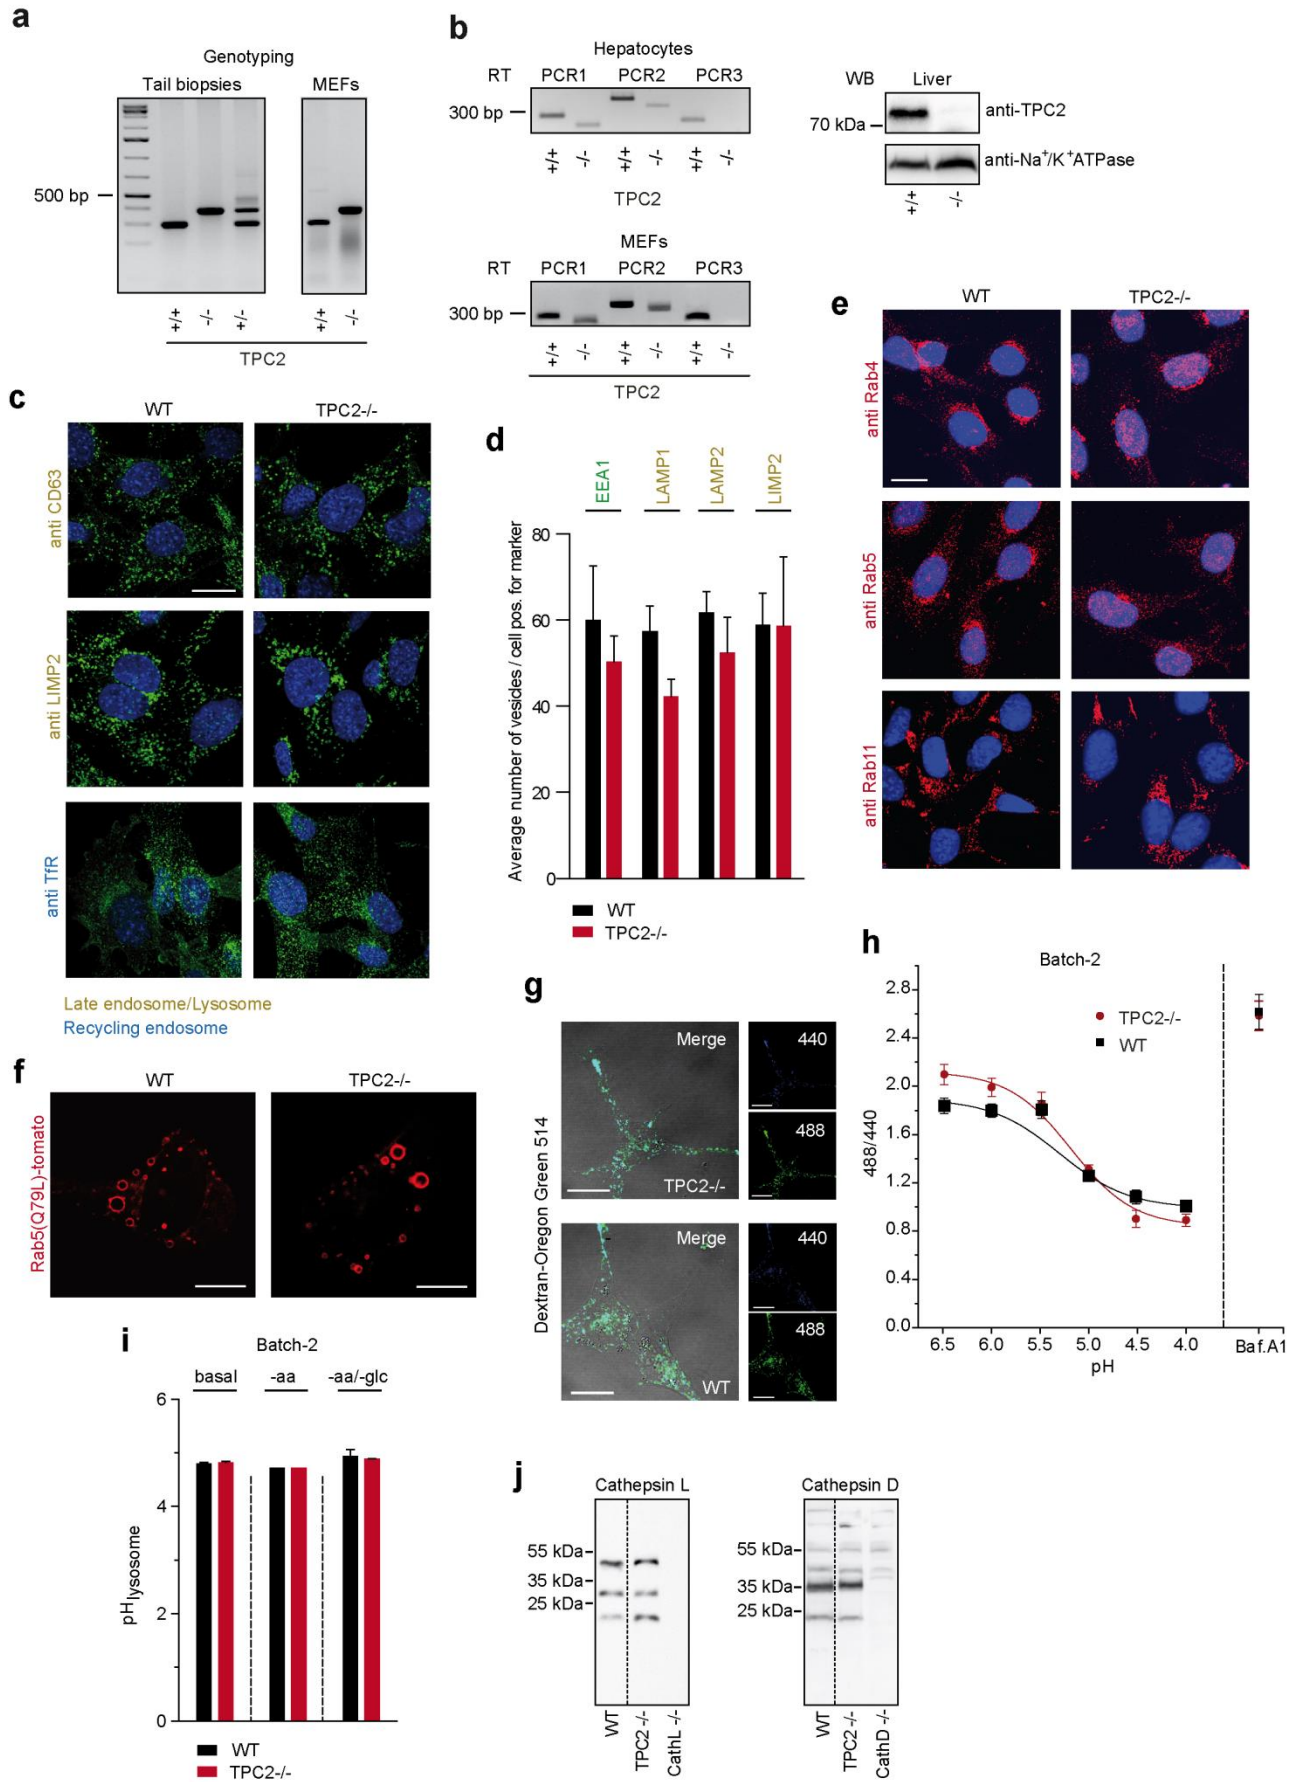 a
Genotyping
Tail biopsies
MEFs
500 bp
+/+
-/-
+/-
+/+
-/-
TPC2
b
Hepatocytes
RT PCR1 PCR2 PCR3
300 bp
+/+ -/- +/+ -/- +/+ -/-
TPC2
MEFs
RT PCR1 PCR2 PCR3
300 bp
+/+ -/- +/+ -/- +/+ -/-
TPC2
WB Liver
anti-TPC2
70 kDa
anti-Na+/K+ATPase
+/+ -/-
c
WT TPC2-/-
anti CD63
anti LIMP2
anti TfR
Late endosome/Lysosome
Recycling endosome
d
EEA1
LAMP1
LAMP2
LIMP2
Average number of vesides / cell pos. for marker
80
60
40
20
0
WT
TPC2-/-
e
WT TPC2-/-
anti Rab4
anti Rab5
anti Rab11
f
WT TPC2-/-
Rab5(Q79L)-tomato
g
Dextran-Oregon Green 514
Merge
TPC2-/-
440
488
Merge
WT
440
488
h
Batch-2
TPC2-/-
WT
488/440
2.8
2.4
2.0
1.6
1.2
0.8
0.4
0.0
6.5 6.0 5.5 5.0 4.5 4.0 Baf.A1
pH
i
Batch-2
basal -aa -aa/-glc
pHlysosome
6
4
2
0
WT
TPC2-/-
j
Cathepsin L
55 kDa
35 kDa
25 kDa
WT
TPC2 -/-
CathL -/-
Cathepsin D
55 kDa
35 kDa
25 kDa
WT
TPC2 -/-
CathD -/-